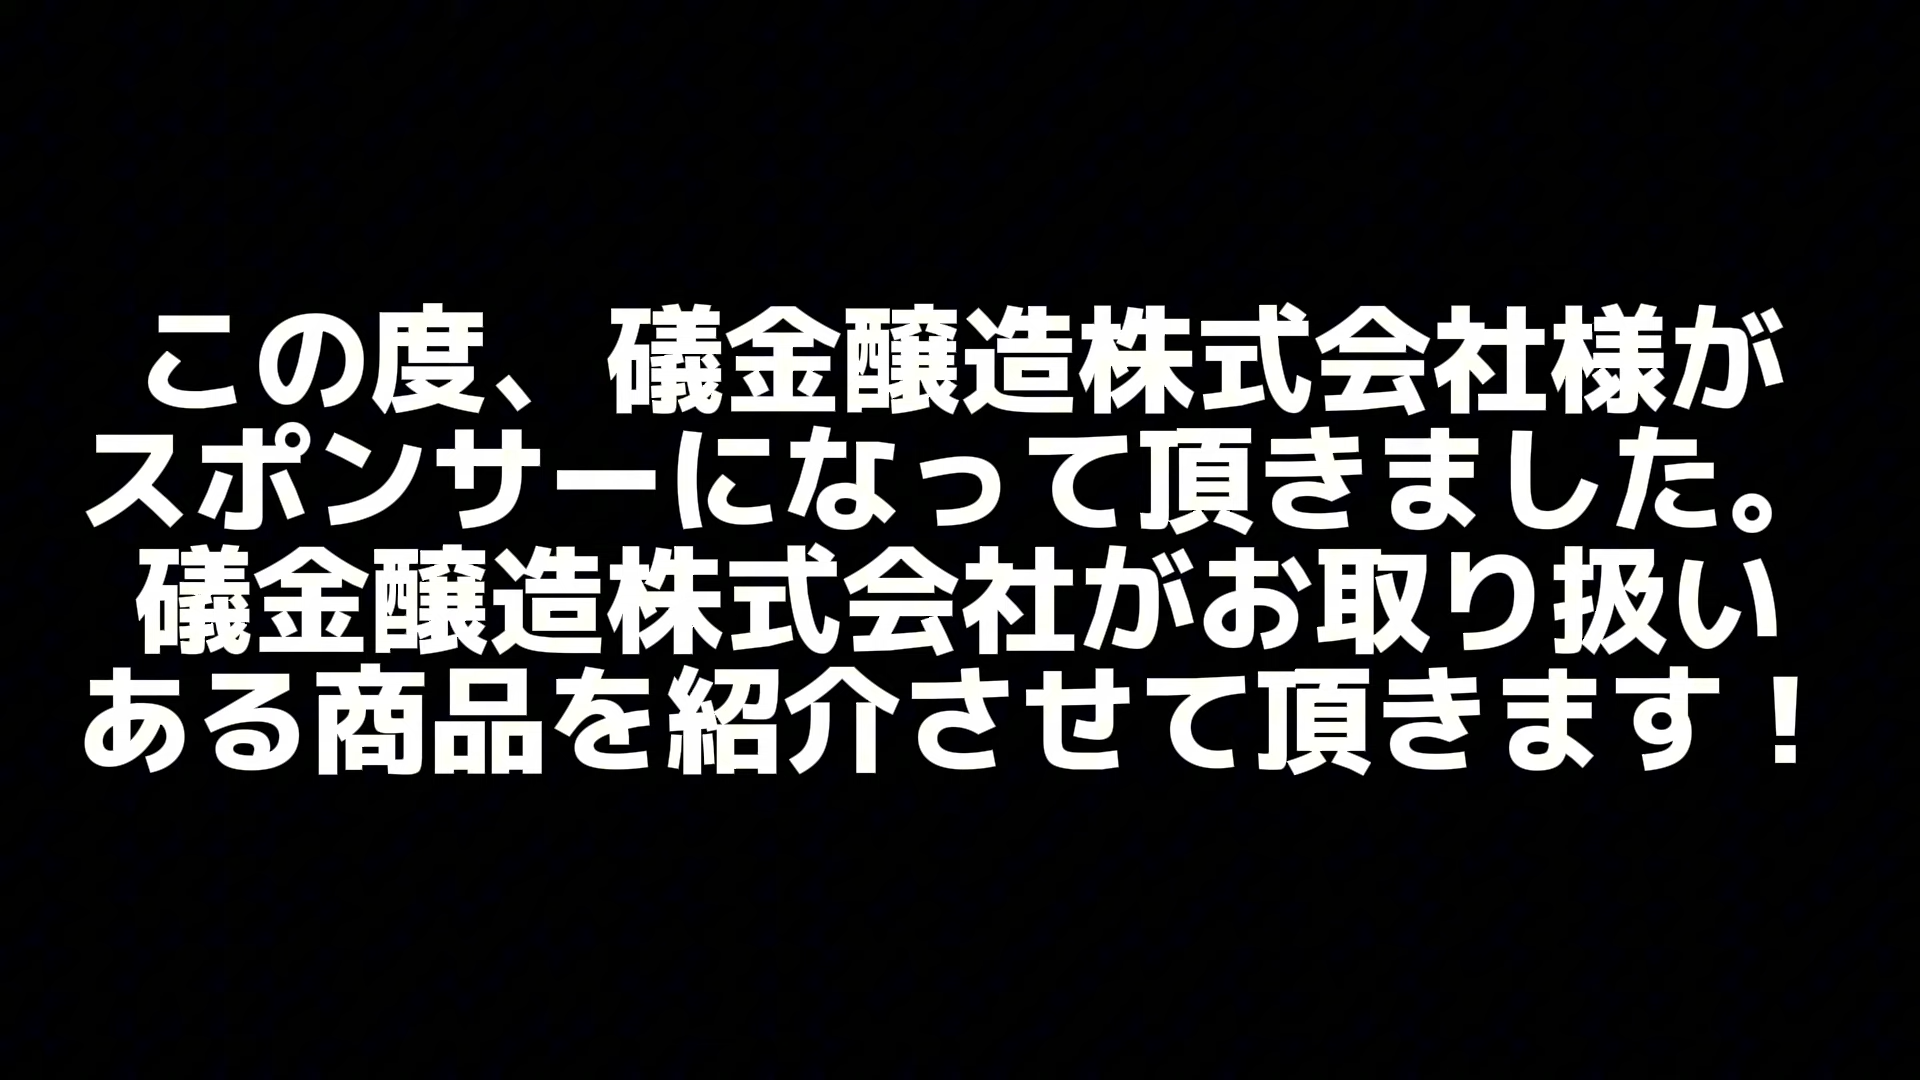 この度、礒金醸造株式会社様が
スポンサーになって頂きました。
礒金醸造株式会社がお取り扱い
ある商品を紹介させて頂きます！